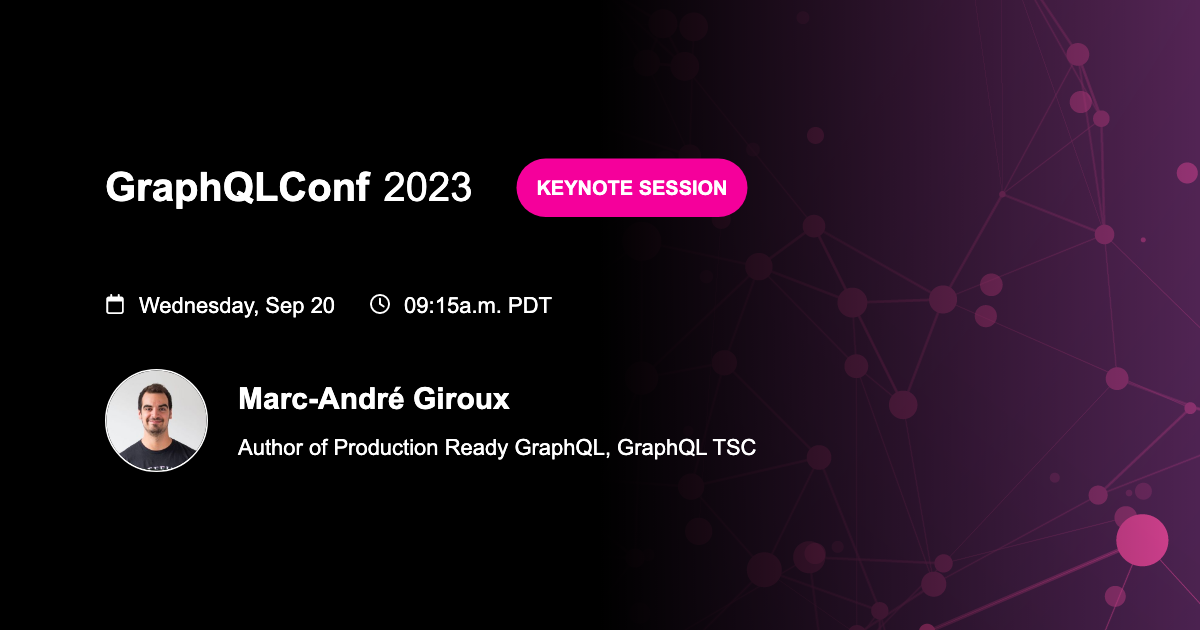 GraphQLConf 2023 KEYNOTE SESSION
Wednesday, Sep 20 09:15a.m. PDT
Marc-André Giroux
Author of Production Ready GraphQL, GraphQL TSC